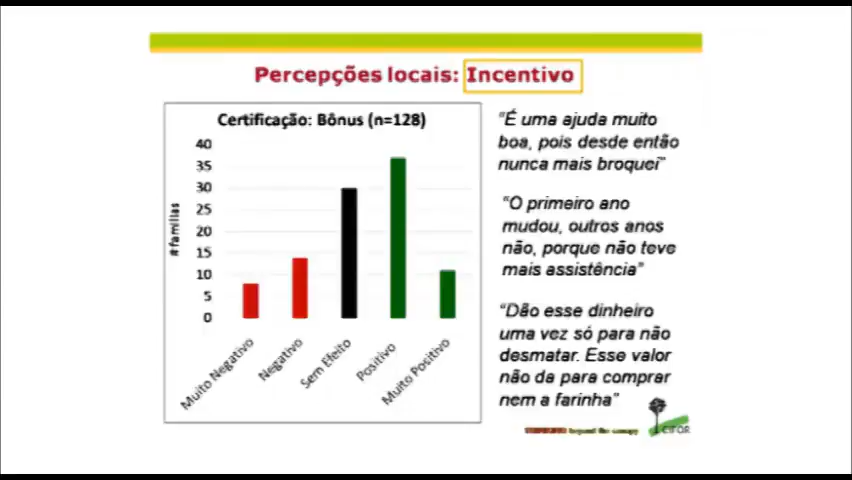 Percepções locais: Incentivo
Certificação: Bônus (n=128)
40
35
30
25
20
15
10
5
0
# famílias
Muito Negativo
Negativo
Sem Efeito
Positivo
Muito Positivo
“É uma ajuda muito
boa, pois desde então
nunca mais broquei”
“O primeiro ano
mudou, outros anos
não, porque não teve
mais assistência”
“Dão esse dinheiro
uma vez só para não
desmatar. Esse valor
não da para comprar
nem a farinha”
beyond the canopy
CIFOR